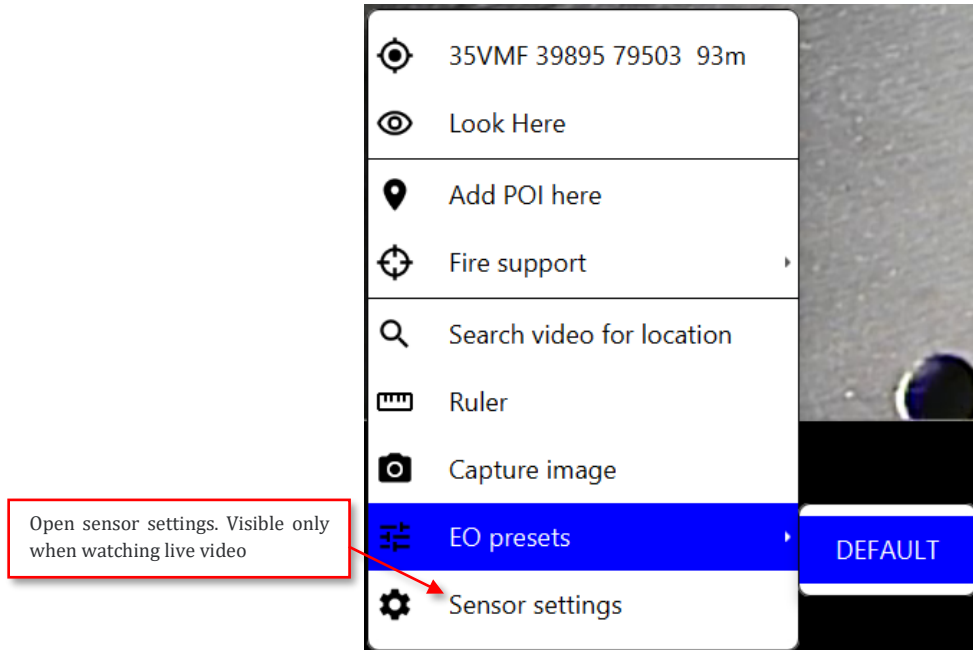 35VMF 39895 79503 93m
Look Here
Add POI here
Fire support
Search video for location
Ruler
Capture image
EO presets
DEFAULT
Open sensor settings. Visible only
when watching live video
Sensor settings